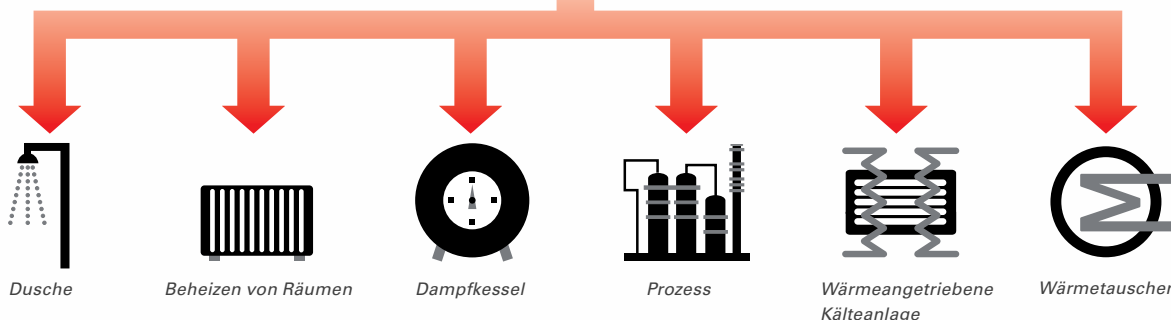 Dusche
Beheizen von Räumen
Dampfkessel
Prozess
Wärmeangetriebene
Kälteanlage
Wärmetauscher